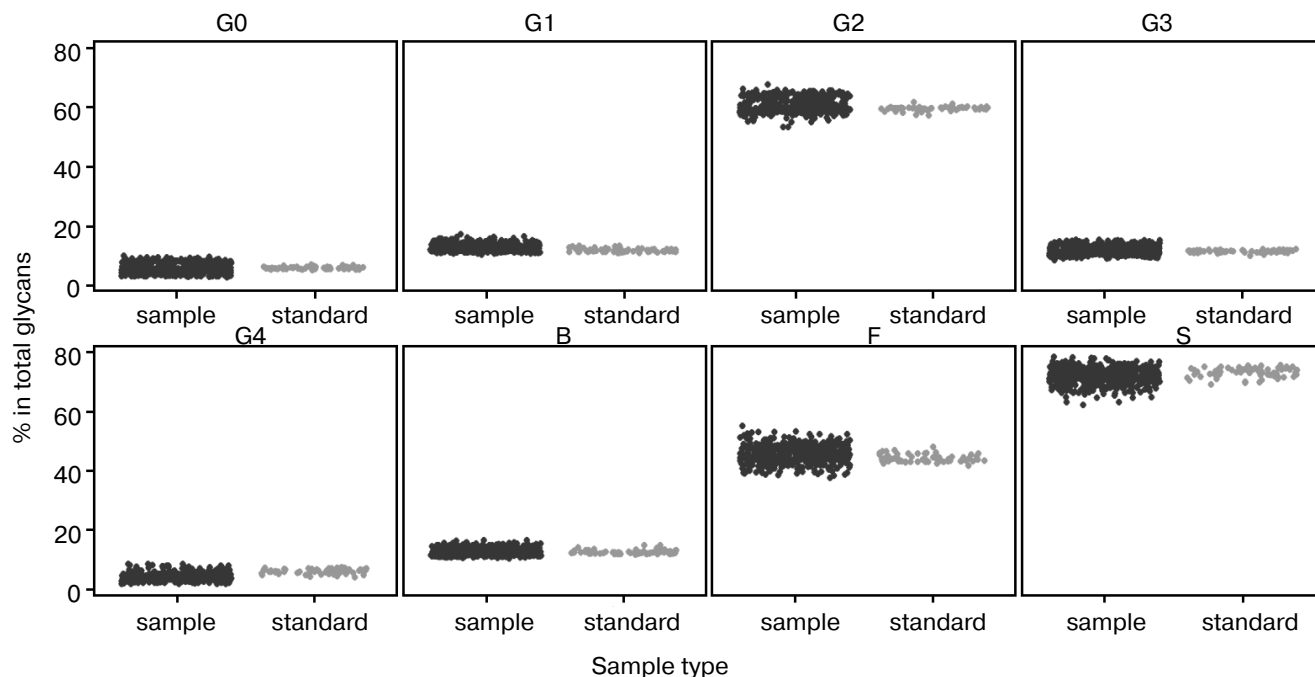 G0 G1 G2 G3
80
60
40
20
0
sample standard sample standard sample standard sample standard
G4 B F S
80
60
40
20
0
sample standard sample standard sample standard sample standard
% in total glycans
Sample type